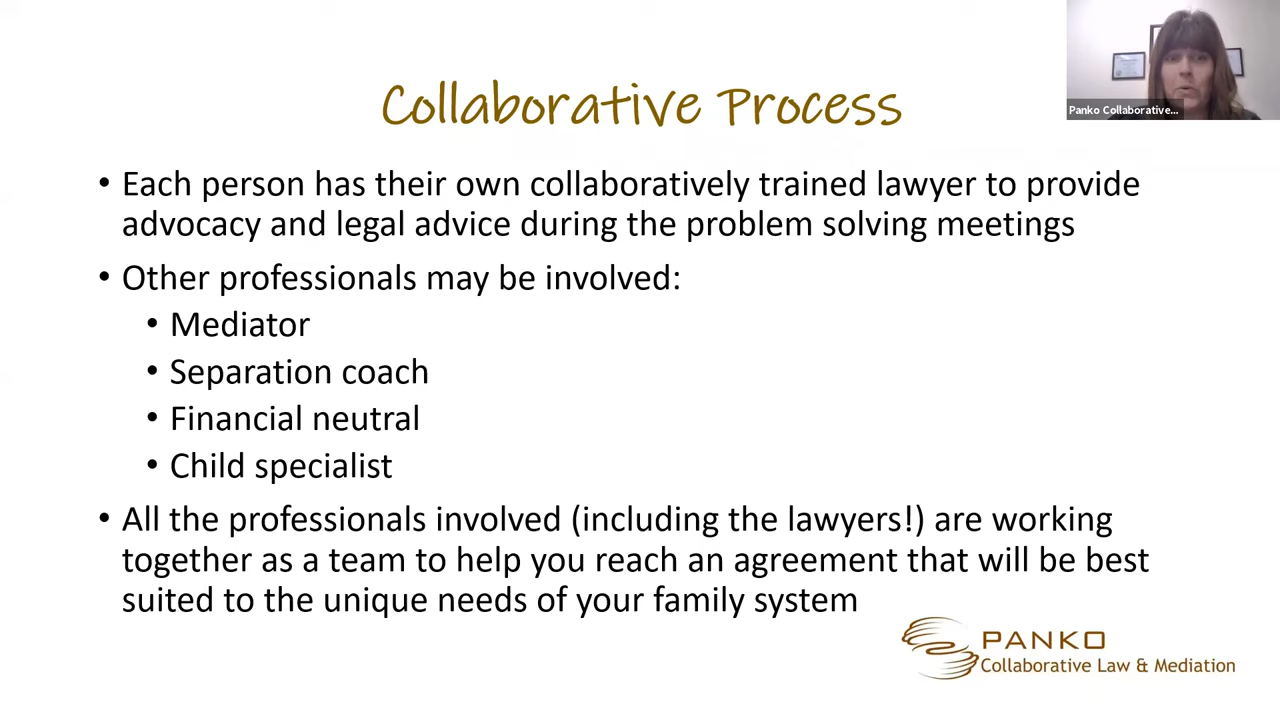 Collaborative Process
Panko Collaborative...
• Each person has their own collaboratively trained lawyer to provide
advocacy and legal advice during the problem solving meetings
• Other professionals may be involved:
• Mediator
• Separation coach
• Financial neutral
• Child specialist
• All the professionals involved (including the lawyers!) are working
together as a team to help you reach an agreement that will be best
suited to the unique needs of your family system
PANKO
Collaborative Law & Mediation